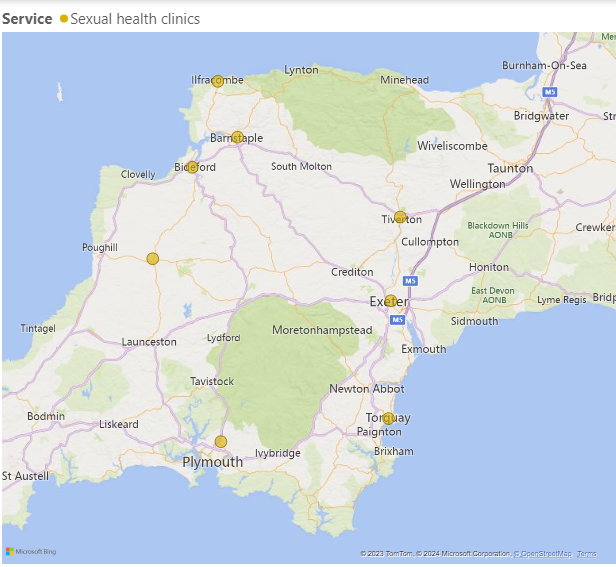 Service Sexual health clinics
Burnham-On-Sea
Lynton
Ilfracombe
Minehead
M5
Bridgwater
Barnstaple
Wiveliscombe
South Molton
Taunton
Bideford
Clovelly
Wellington
Tiverton
Blackdown Hills
AONB
Crewker
Cullompton
Poughill
Crediton
Honiton
M5
East Devon
AONB
Lyme Regis
Bridp
Exeter
M5
Sidmouth
Tintagel
Moretonhampstead
Launceston
Lydford
Exmouth
Tavistock
Newton Abbot
Bodmin
Torquay
Liskeard
Paignton
Ivybridge
Brixham
Plymouth
St Austell
Microsoft Bing
© 2023 TomTom, © 2024 Microsoft Corporation, © OpenStreetMap Terms